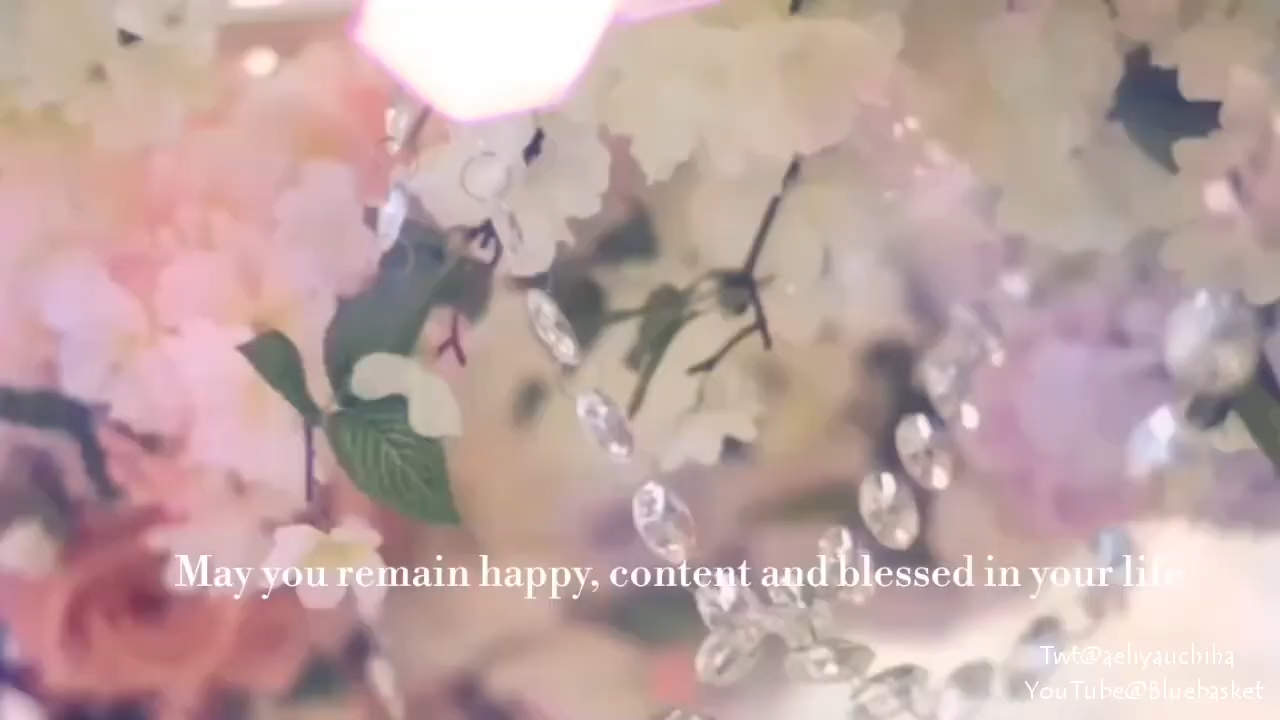 May you remain happy, content and blessed in your life
Twt@aeliyauchiha
YouTube@Bluebasket